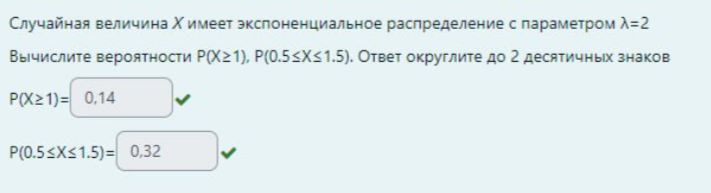 Случайная величина X имеет экспоненциальное распределение с параметром λ=2
Вычислите вероятности P(X≥1), P(0.5≤X≤1.5). Ответ округлите до 2 десятичных знаков
P(X≥1)= 0,14
P(0.5≤X≤1.5)= 0,32